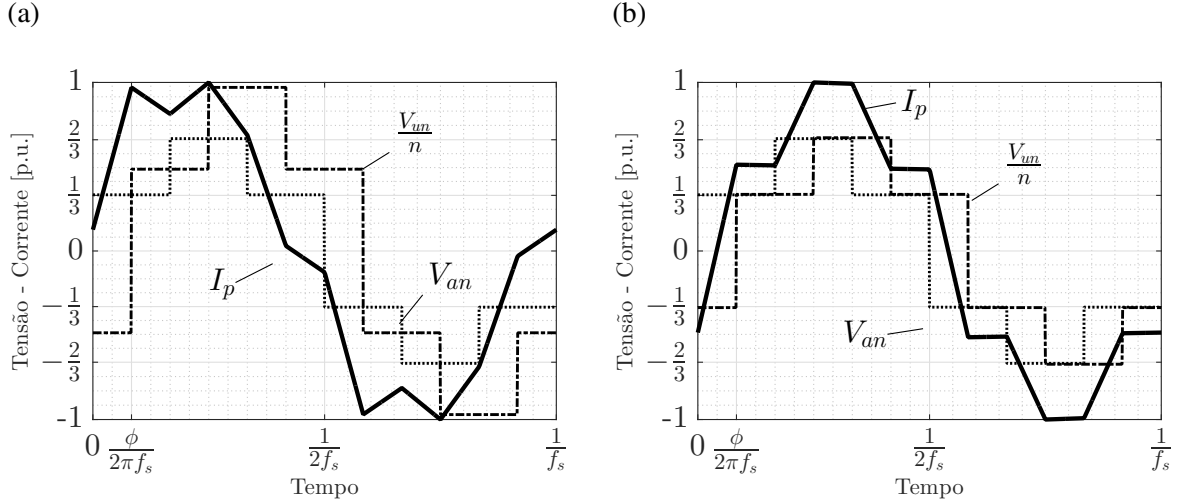 (a)
(b)
Tensão - Corrente [p.u.]
1
2/3
1/3
0
−1/3
−2/3
-1
I_p
V_un/n
V_an
0 ϕ/2πf_s 1/2f_s 1/f_s
Tempo
Tensão - Corrente [p.u.]
1
2/3
1/3
0
−1/3
−2/3
-1
I_p
V_un/n
V_an
0 ϕ/2πf_s 1/2f_s 1/f_s
Tempo